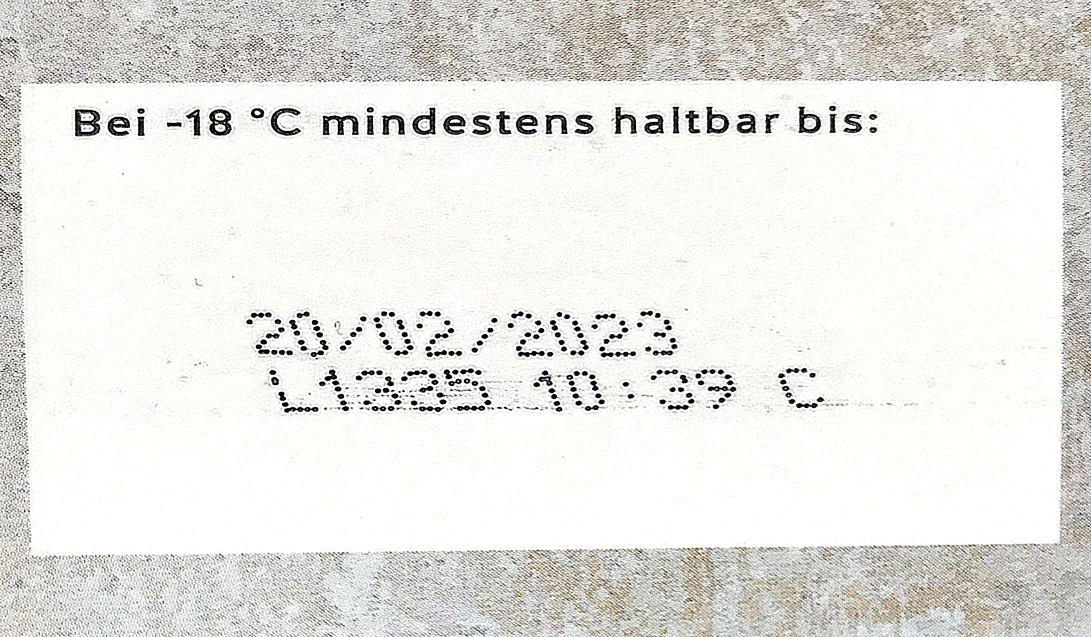 Bei -18 °C mindestens haltbar bis:
20/02/2023
L1335 10:39 C